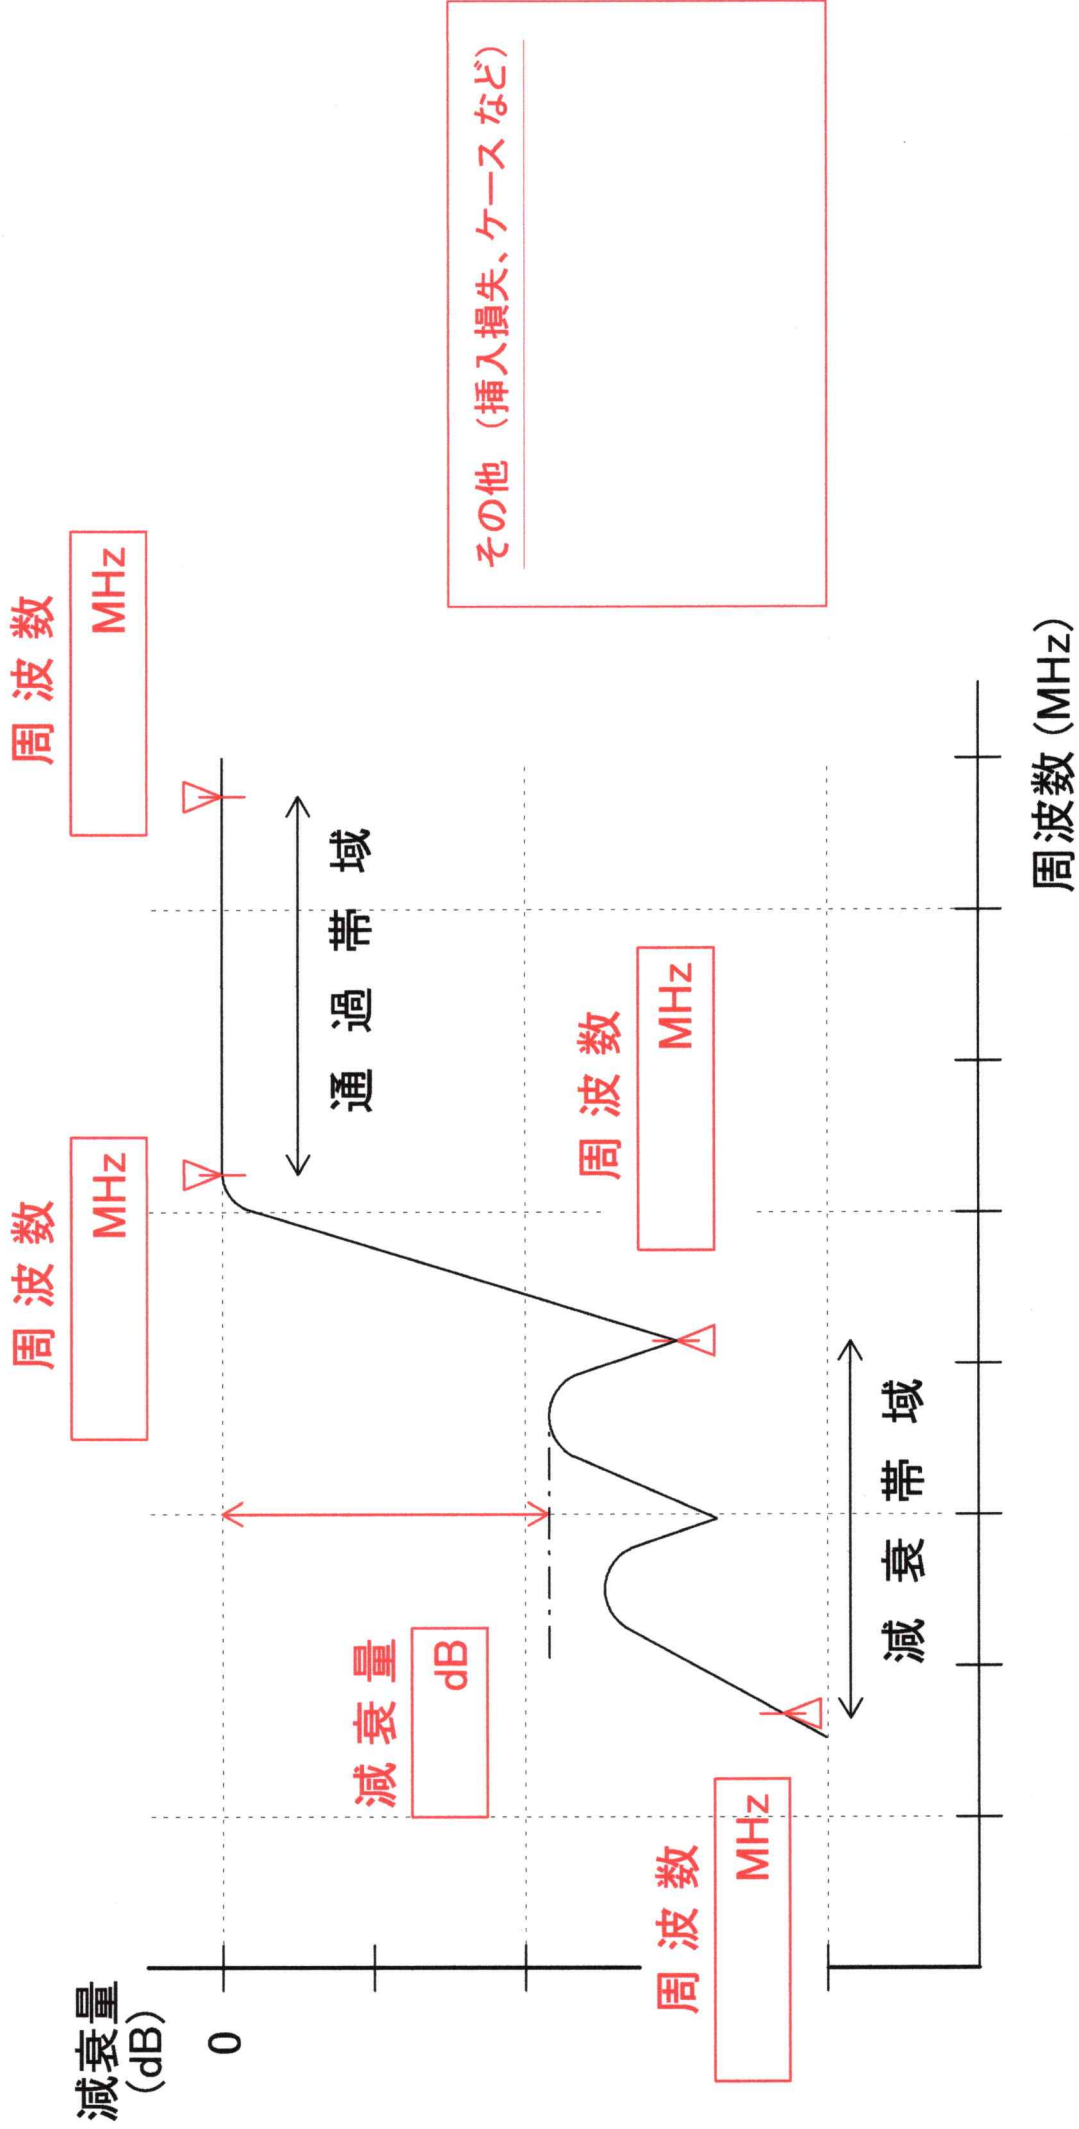 減衰量
(dB)
0
周波数
MHz
周波数
MHz
減衰量
dB
通過帯域
周波数
MHz
周波数
MHz
減衰帯域
その他 (挿入損失、ケース など)
周波数 (MHz)